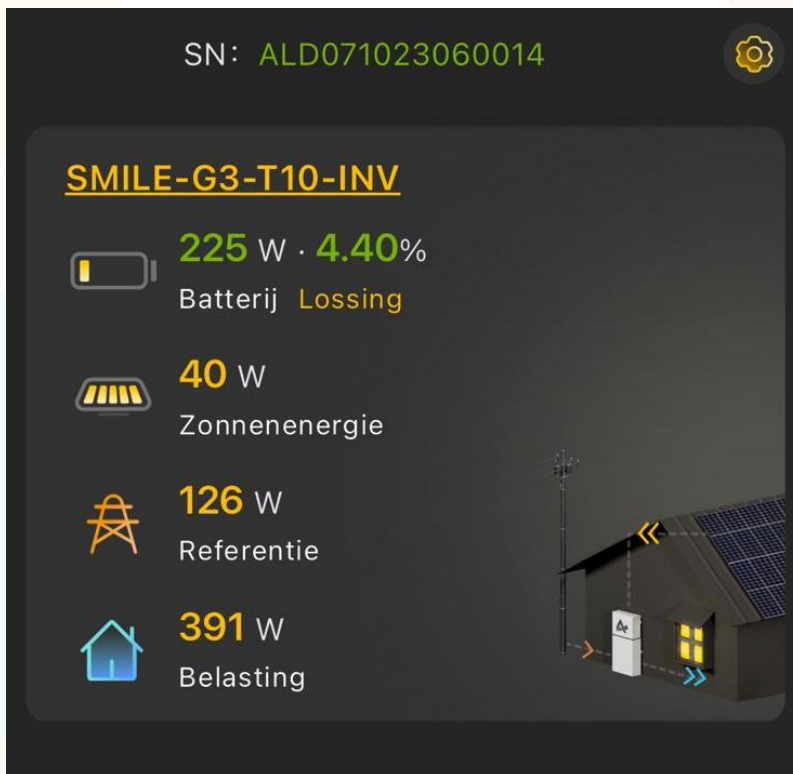 SN: ALD071023060014
SMILE-G3-T10-INV
225 W · 4.40%
Batterij Lossing
40 W
Zonnenenergie
126 W
Referentie
391 W
Belasting